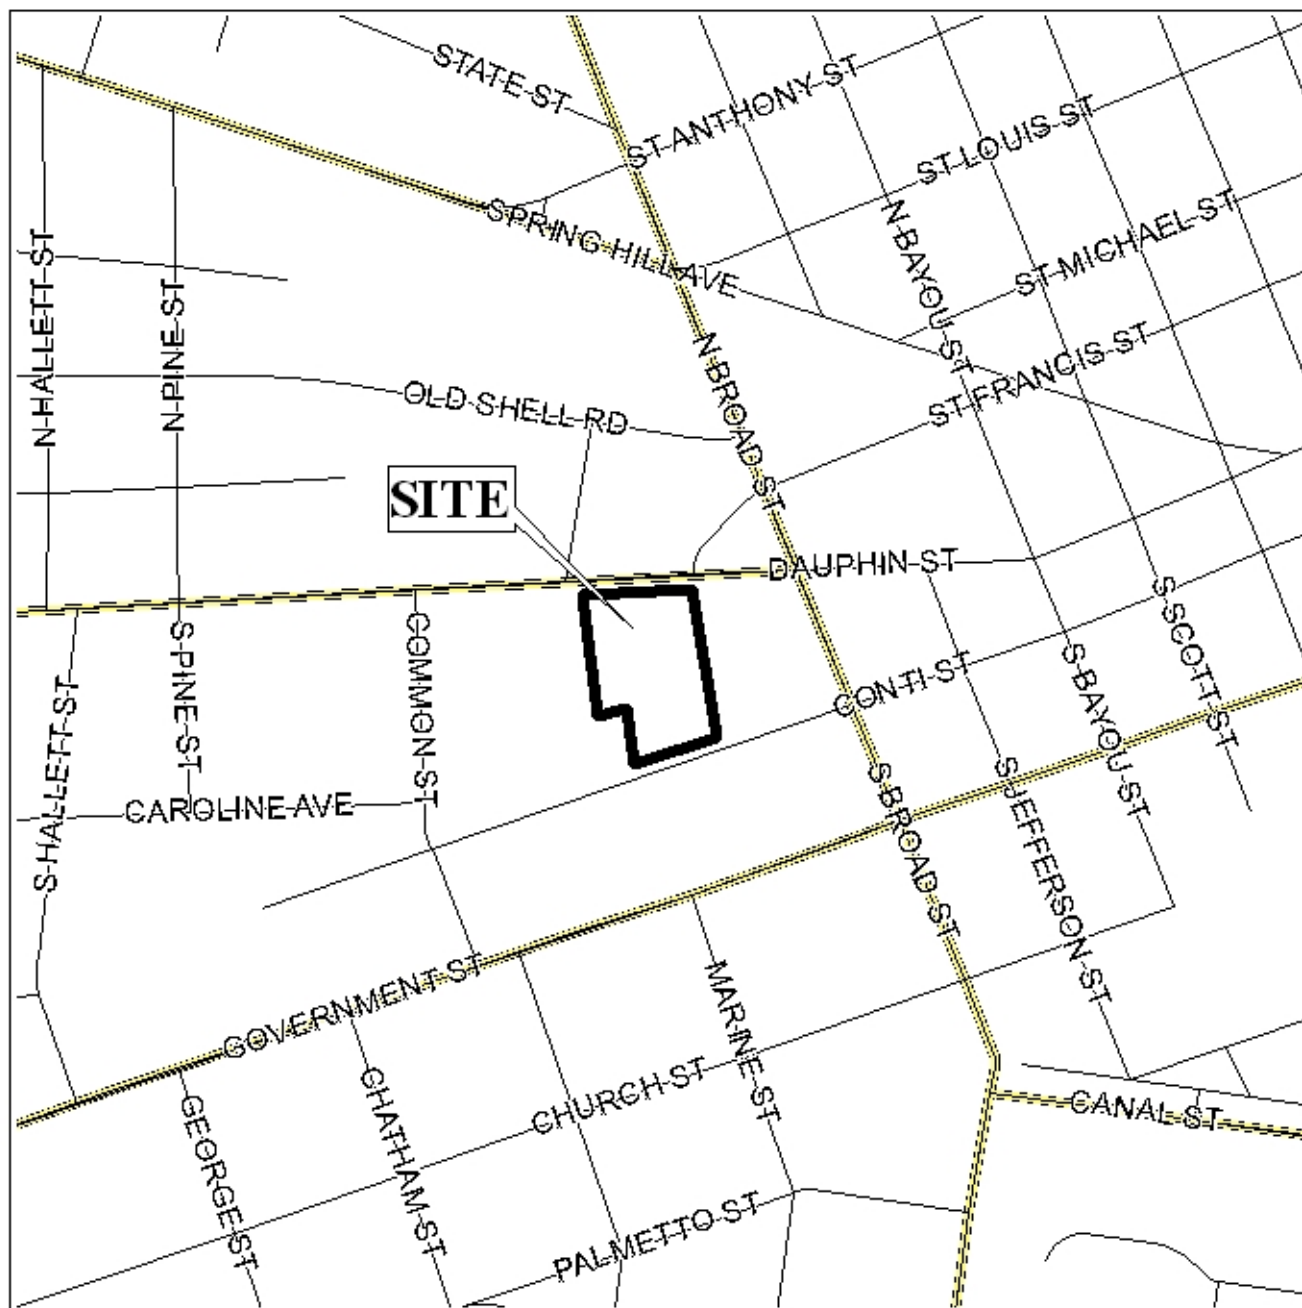 STATE ST
ST ANTHONY ST
ST LOUIS ST
SPRING HILL AVE
N BAYOU ST
ST MICHAEL ST
N HALLETT ST
N PINE ST
OLD SHELL RD
N BROAD ST
ST FRANCIS ST
SITE
DAUPHIN ST
S SCOTT ST
S PINE ST
COMMON ST
CONTI ST
S BAYOU ST
S HALLETT ST
CAROLINE AVE
S BROAD ST
S JEFFERSON ST
GOVERNMENT ST
MARINE ST
GEORGE ST
CHATHAM ST
CHURCH ST
CANAL ST
PALMETTO ST